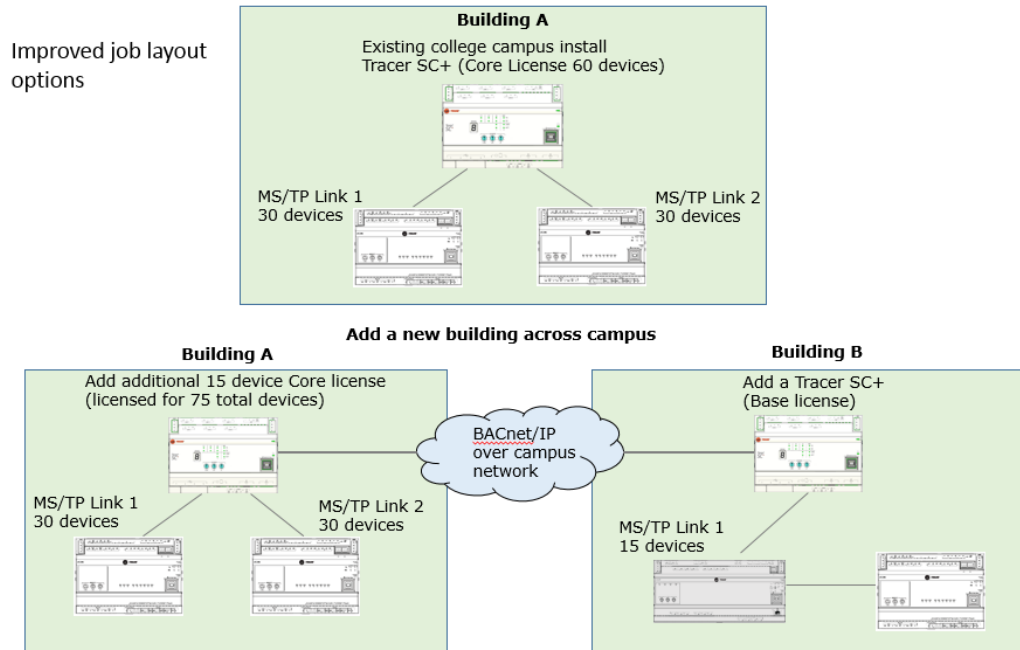 Improved job layout
options
Building A
Existing college campus install
Tracer SC+ (Core License 60 devices)
MS/TP Link 1
30 devices
MS/TP Link 2
30 devices
Add a new building across campus
Building A
Add additional 15 device Core license
(licensed for 75 total devices)
MS/TP Link 1
30 devices
MS/TP Link 2
30 devices
BACnet/IP
over campus
network
Building B
Add a Tracer SC+
(Base license)
MS/TP Link 1
15 devices